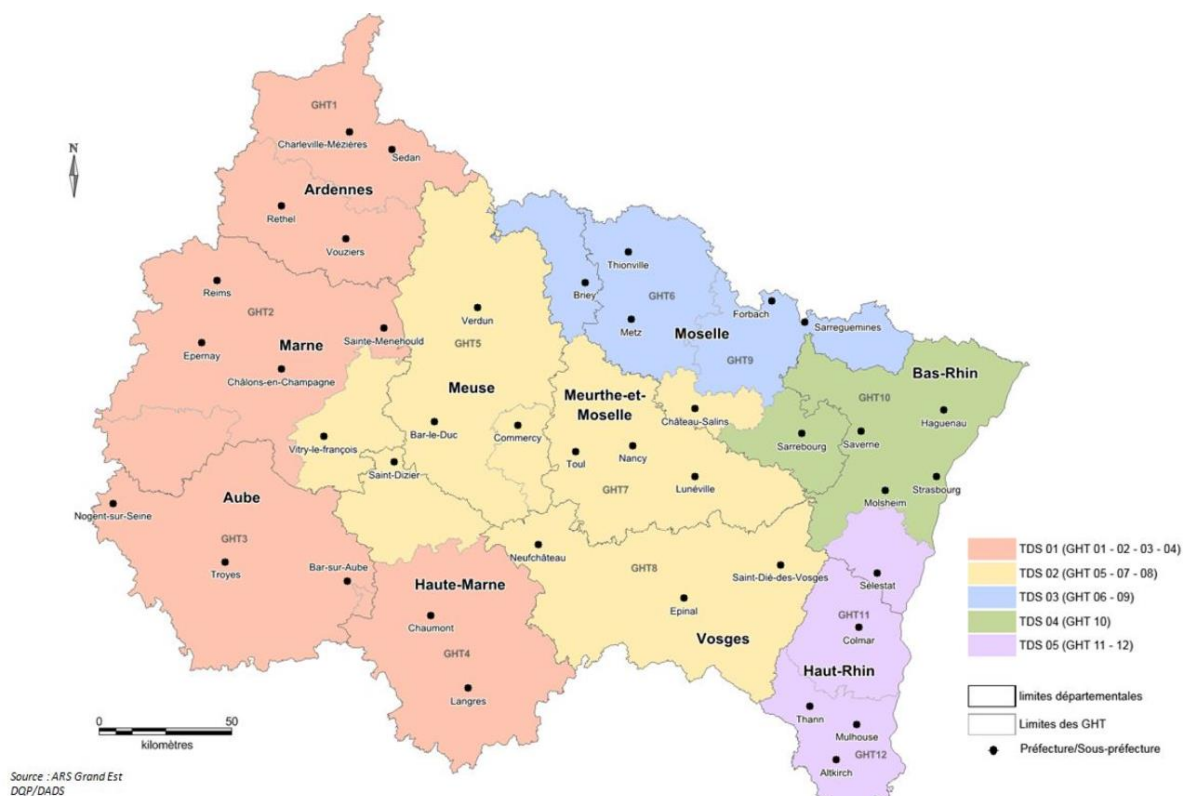 GHT1
Charleville-Mézières
Sedan
N
Ardennes
Rethel
Vouziers
Reims
GHT2
Epernay
Marne
Sainte-Menehould
Châlons-en-Champagne
Verdun
GHT5
Meuse
Bar-le-Duc
Commercy
Vitry-le-françois
Saint-Dizier
Thionville
Briey
GHT6
Metz
Moselle
Forbach
Sarreguemines
GHT9
Meurthe-et-
Moselle
Château-Salins
Toul
Nancy
GHT7
Lunéville
Bas-Rhin
GHT10
Haguenau
Sarrebourg
Saverne
Strasbourg
Molsheim
Aube
Nogent-sur-Seine
GHT3
Troyes
Bar-sur-Aube
Haute-Marne
Chaumont
GHT4
Langres
Neufchâteau
GHT8
Saint-Dié-des-Vosges
Epinal
Vosges
Sélestat
GHT11
Colmar
Haut-Rhin
Thann
Mulhouse
GHT12
Altkirch
TDS 01 (GHT 01 - 02 - 03 - 04)
TDS 02 (GHT 05 - 07 - 08)
TDS 03 (GHT 06 - 09)
TDS 04 (GHT 10)
TDS 05 (GHT 11 - 12)
limites départementales
Limites des GHT
Préfecture/Sous-préfecture
0 50
kilomètres
Source : ARS Grand Est
DQP/DADS